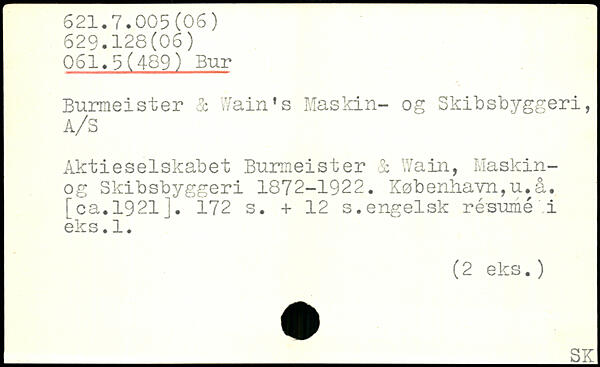 621.7.005(06)
629.128(06)
061.5(489) Bur
Burmeister & Wain's Maskin- og Skibsbyggeri,
A/S
Aktieselskabet Burmeister & Wain, Maskin-
og Skibsbyggeri 1872-1922. København,u.å.
[ca.1921]. 172 s. + 12 s.engelsk résumé i
eks.1.
(2 eks.)
SK